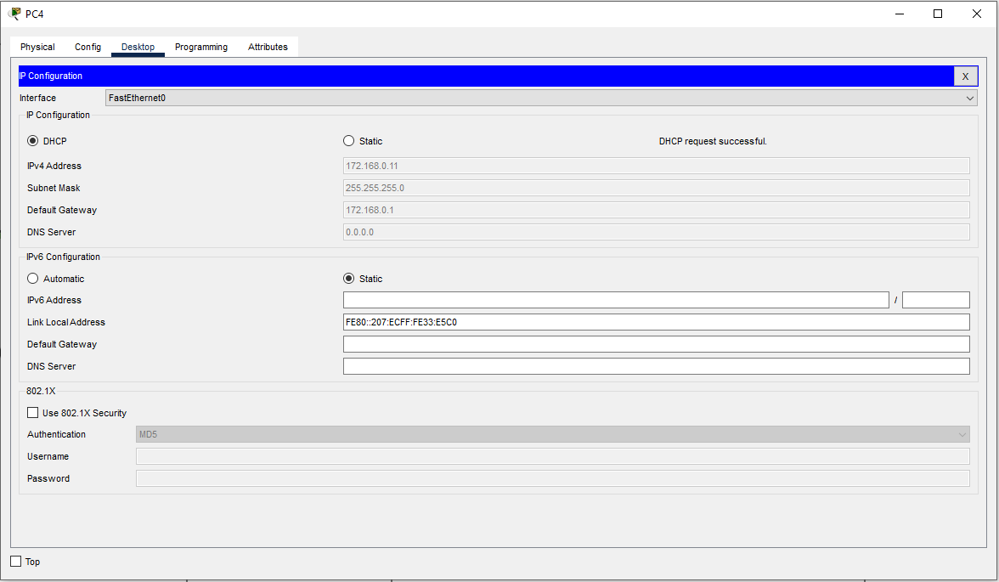 PC4
Physical Config Desktop Programming Attributes
IP Configuration X
Interface FastEthernet0
IP Configuration
DHCP Static DHCP request successful.
IPv4 Address 172.168.0.11
Subnet Mask 255.255.255.0
Default Gateway 172.168.0.1
DNS Server 0.0.0.0
IPv6 Configuration
Automatic Static
IPv6 Address /
Link Local Address FE80::207:ECFF:FE33:E5C0
Default Gateway
DNS Server
802.1X
Use 802.1X Security
Authentication MD5
Username
Password
Top